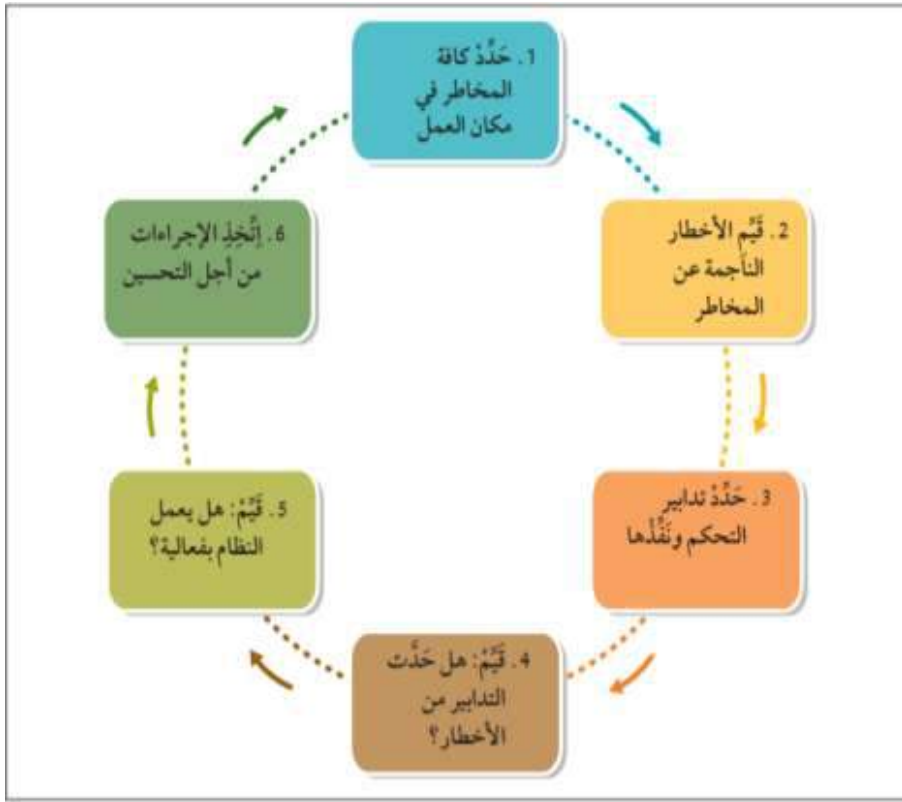 1. حَدِّدْ كافة
المخاطر في
مكان العمل
2. قَيِّم الأخطار
الناجمة عن
المخاطر
3. حَدِّدْ تدابير
التحكم ونَفِّذْها
4. قَيِّمْ: هل حَدَّت
التدابير من
الأخطار؟
5. قَيِّمْ: هل يعمل
النظام بفعالية؟
6. اِتَّخِذِ الإجراءات
من أجل التحسين